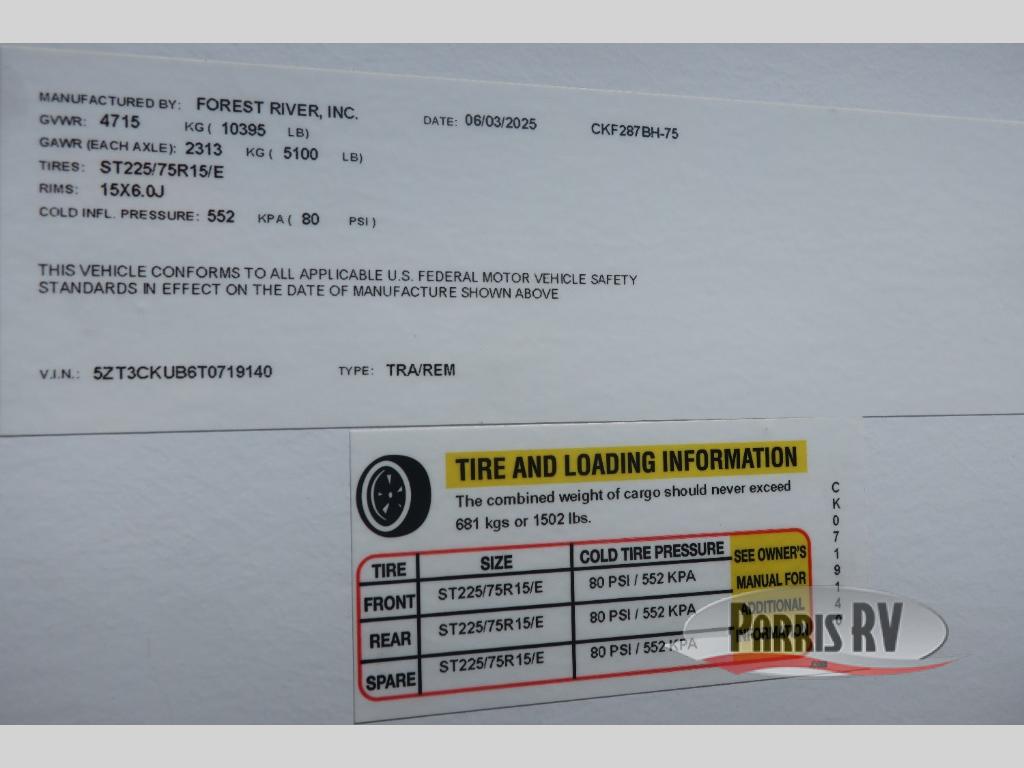 MANUFACTURED BY: FOREST RIVER, INC. DATE: 06/03/2025 CKF287BH-75
GVWR: 4715 KG ( 10395 LB)
GAWR (EACH AXLE): 2313 KG ( 5100 LB)
TIRES: ST225/75R15/E
RIMS: 15X6.0J
COLD INFL. PRESSURE: 552 KPA ( 80 PSI )
THIS VEHICLE CONFORMS TO ALL APPLICABLE U.S. FEDERAL MOTOR VEHICLE SAFETY
STANDARDS IN EFFECT ON THE DATE OF MANUFACTURE SHOWN ABOVE
V.I.N.: 5ZT3CKUB6T0719140 TYPE: TRA/REM
TIRE AND LOADING INFORMATION
The combined weight of cargo should never exceed
681 kgs or 1502 lbs.
TIRE SIZE COLD TIRE PRESSURE
FRONT ST225/75R15/E 80 PSI / 552 KPA
REAR ST225/75R15/E 80 PSI / 552 KPA
SPARE ST225/75R15/E 80 PSI / 552 KPA
SEE OWNER'S
MANUAL FOR
ADDITIONAL
INFORMATION
CK071914
PARRIS RV
.com